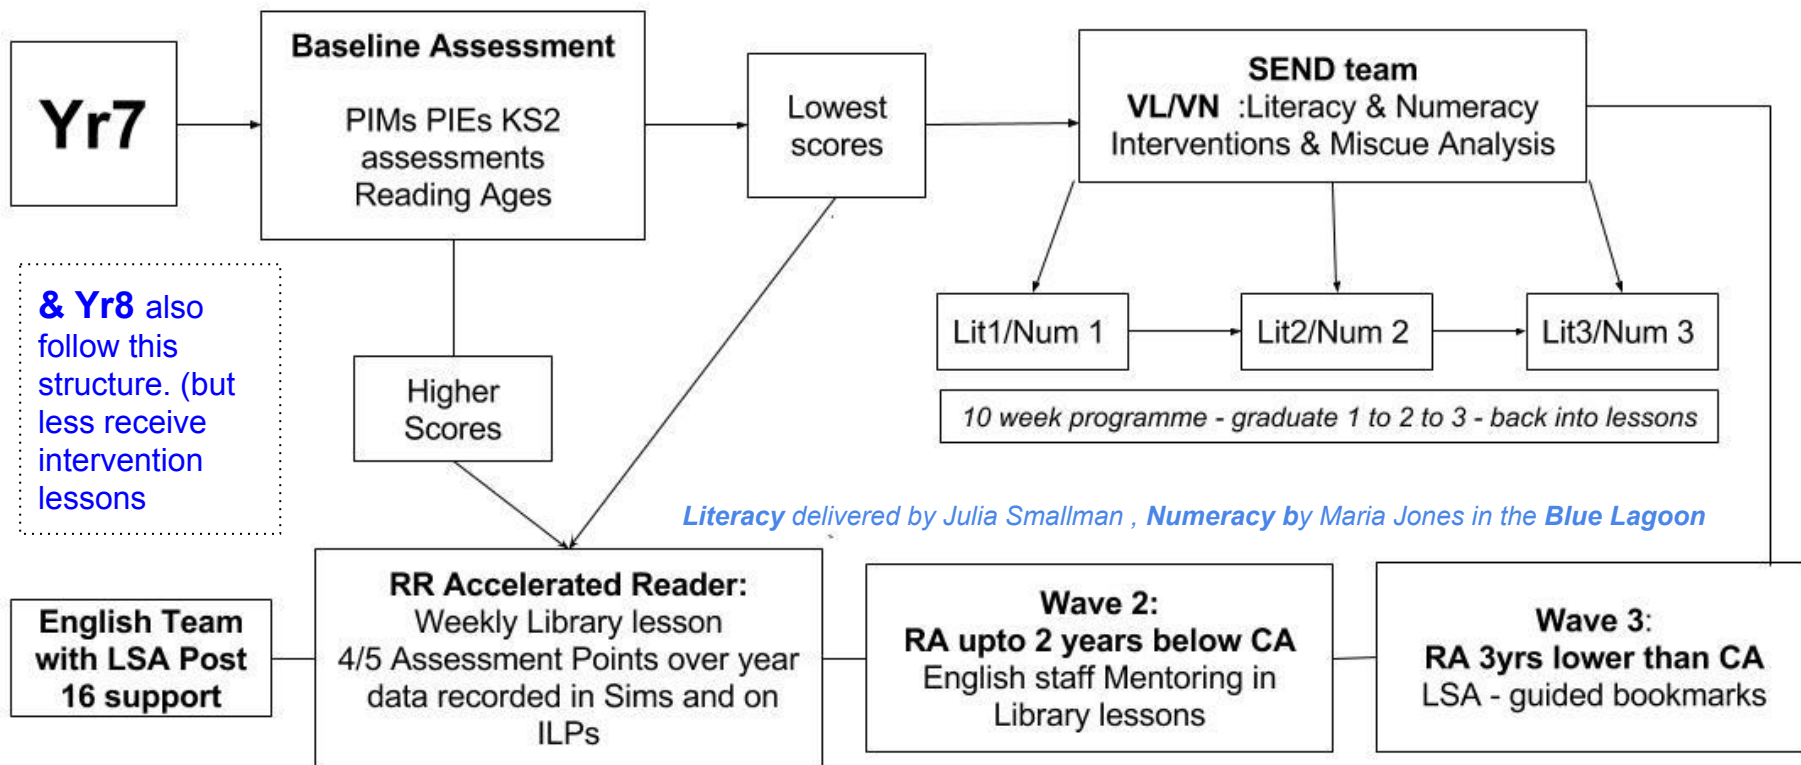 Yr7
Baseline Assessment
PIMs PIEs KS2
assessments
Reading Ages
Lowest
scores
SEND team
VL/VN :Literacy & Numeracy
Interventions & Miscue Analysis
& Yr8 also
follow this
structure. (but
less receive
intervention
lessons
Higher
Scores
Lit1/Num 1
Lit2/Num 2
Lit3/Num 3
10 week programme - graduate 1 to 2 to 3 - back into lessons
Literacy delivered by Julia Smallman , Numeracy by Maria Jones in the Blue Lagoon
English Team
with LSA Post
16 support
RR Accelerated Reader:
Weekly Library lesson
4/5 Assessment Points over year
data recorded in Sims and on
ILPs
Wave 2:
RA upto 2 years below CA
English staff Mentoring in
Library lessons
Wave 3:
RA 3yrs lower than CA
LSA - guided bookmarks